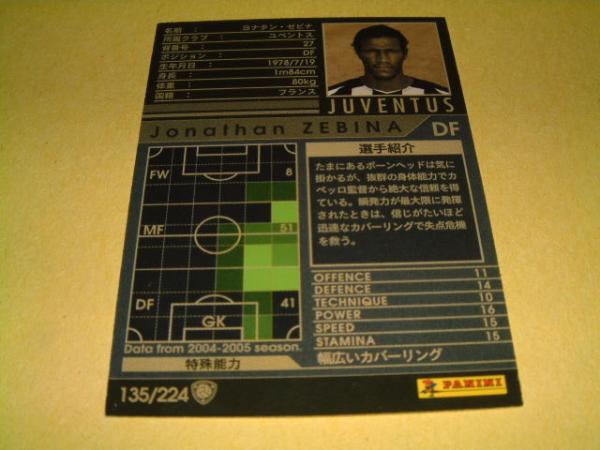 名前： ヨナタン・ゼビナ
所属クラブ： ユベントス
背番号： 27
ポジション： DF
生年月日： 1978/7/19
身長： 1m84cm
体重： 80kg
国籍： フランス
JUVENTUS
Jonathan ZEBINA DF
FW 8
MF 51
DF 41
GK
Data from 2004-2005 season.
選手紹介
たまにあるボーンヘッドは気に
掛かるが、抜群の身体能力でカ
ペッロ監督から絶大な信頼を得
ている。瞬発力が最大限に発揮
されたときは、信じがたいほど
迅速なカバーリングで失点危機
を救う。
OFFENCE 11
DEFENCE 14
TECHNIQUE 10
POWER 16
SPEED 15
STAMINA 15
特殊能力 幅広いカバーリング
135/224
PANINI